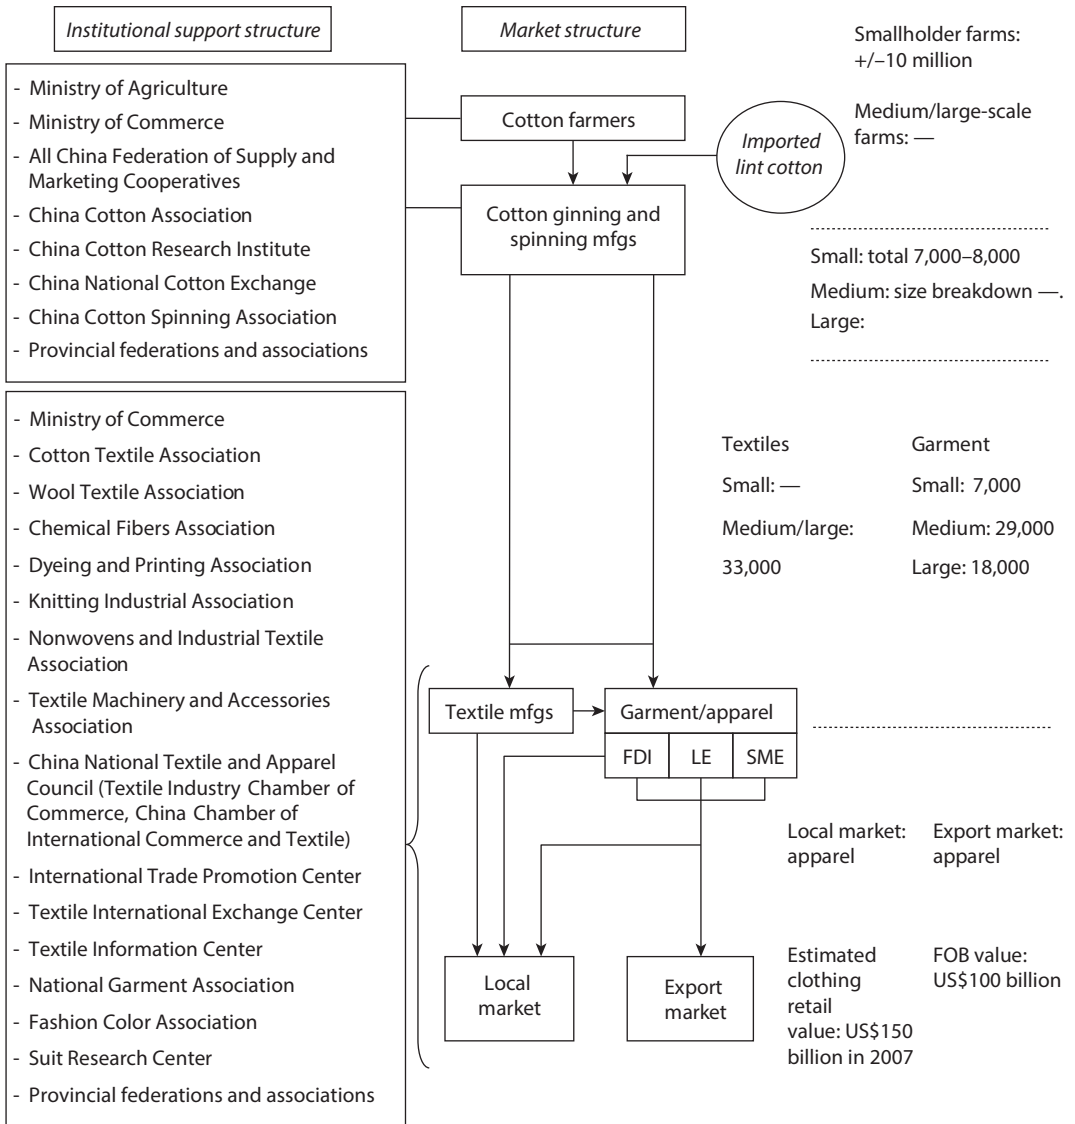 Institutional support structure
Market structure
- Ministry of Agriculture
- Ministry of Commerce
- All China Federation of Supply and
Marketing Cooperatives
- China Cotton Association
- China Cotton Research Institute
- China National Cotton Exchange
- China Cotton Spinning Association
- Provincial federations and associations
Cotton farmers
Imported
lint cotton
Cotton ginning and
spinning mfgs
Smallholder farms:
+/–10 million
Medium/large-scale
farms: —
Small: total 7,000–8,000
Medium: size breakdown —.
Large:
- Ministry of Commerce
- Cotton Textile Association
- Wool Textile Association
- Chemical Fibers Association
- Dyeing and Printing Association
- Knitting Industrial Association
- Nonwovens and Industrial Textile
Association
- Textile Machinery and Accessories
Association
- China National Textile and Apparel
Council (Textile Industry Chamber of
Commerce, China Chamber of
International Commerce and Textile)
- International Trade Promotion Center
- Textile International Exchange Center
- Textile Information Center
- National Garment Association
- Fashion Color Association
- Suit Research Center
- Provincial federations and associations
Textiles
Small: —
Medium/large:
33,000
Garment
Small: 7,000
Medium: 29,000
Large: 18,000
Textile mfgs
Garment/apparel
FDI
LE
SME
Local
market
Export
market
Local market:
apparel
Export market:
apparel
Estimated
clothing
retail
value: US$150
billion in 2007
FOB value:
US$100 billion